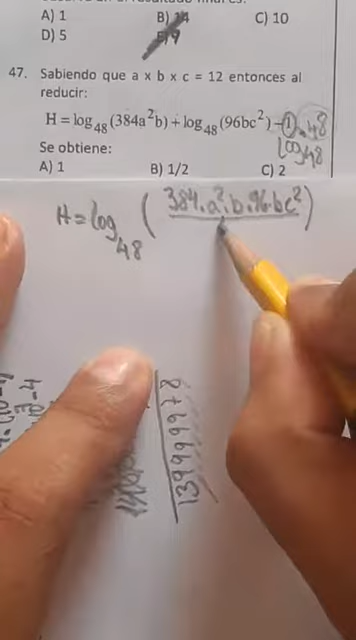 A) 1 B) 14 C) 10
D) 5 E) 9
47. Sabiendo que a x b x c = 12 entonces al
reducir:
H = log₄₈(384a²b) + log₄₈(96bc²) − 1 .48
log₄₈
Se obtiene:
A) 1 B) 1/2 C) 2
H = log₄₈ (384.a².b.96.bc²)